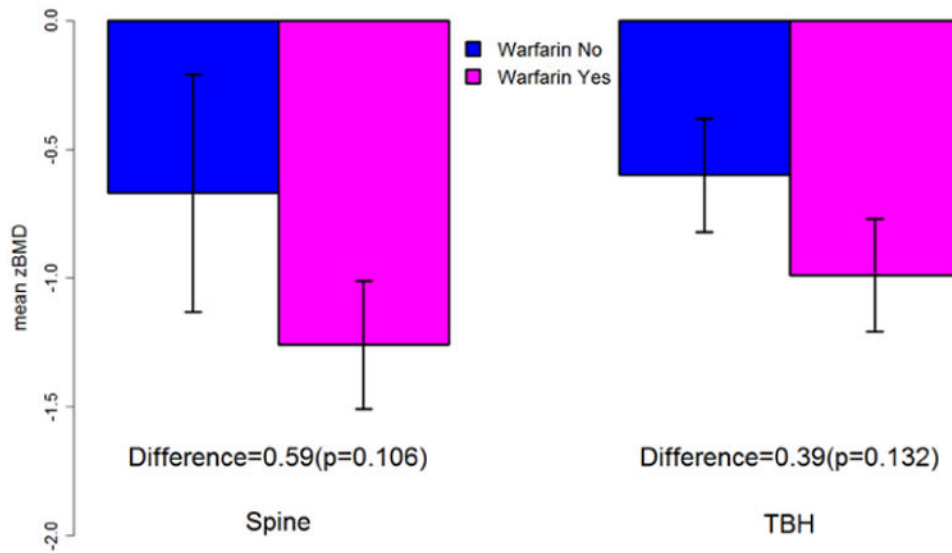 0.0
-0.5
-1.0
-1.5
-2.0
mean zBMD
Warfarin No
Warfarin Yes
Difference=0.59(p=0.106)
Difference=0.39(p=0.132)
Spine
TBH